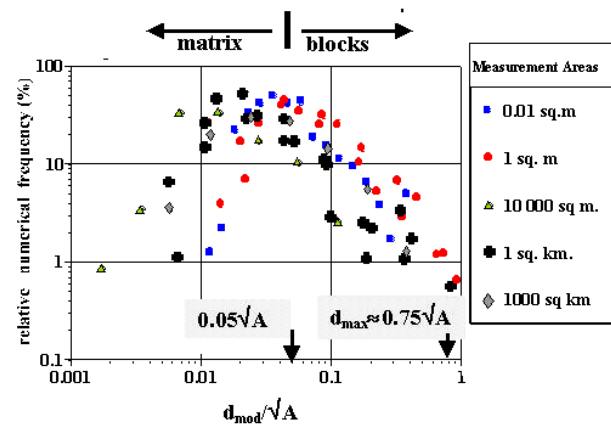 matrix blocks
100
10
1
0.1
relative numerical frequency (%)
0.05√A
dmax≈0.75√A
0.001 0.01 0.1 1
dmod/√A
Measurement Areas
0.01 sq.m
1 sq. m
10 000 sq m.
1 sq. km.
1000 sq km